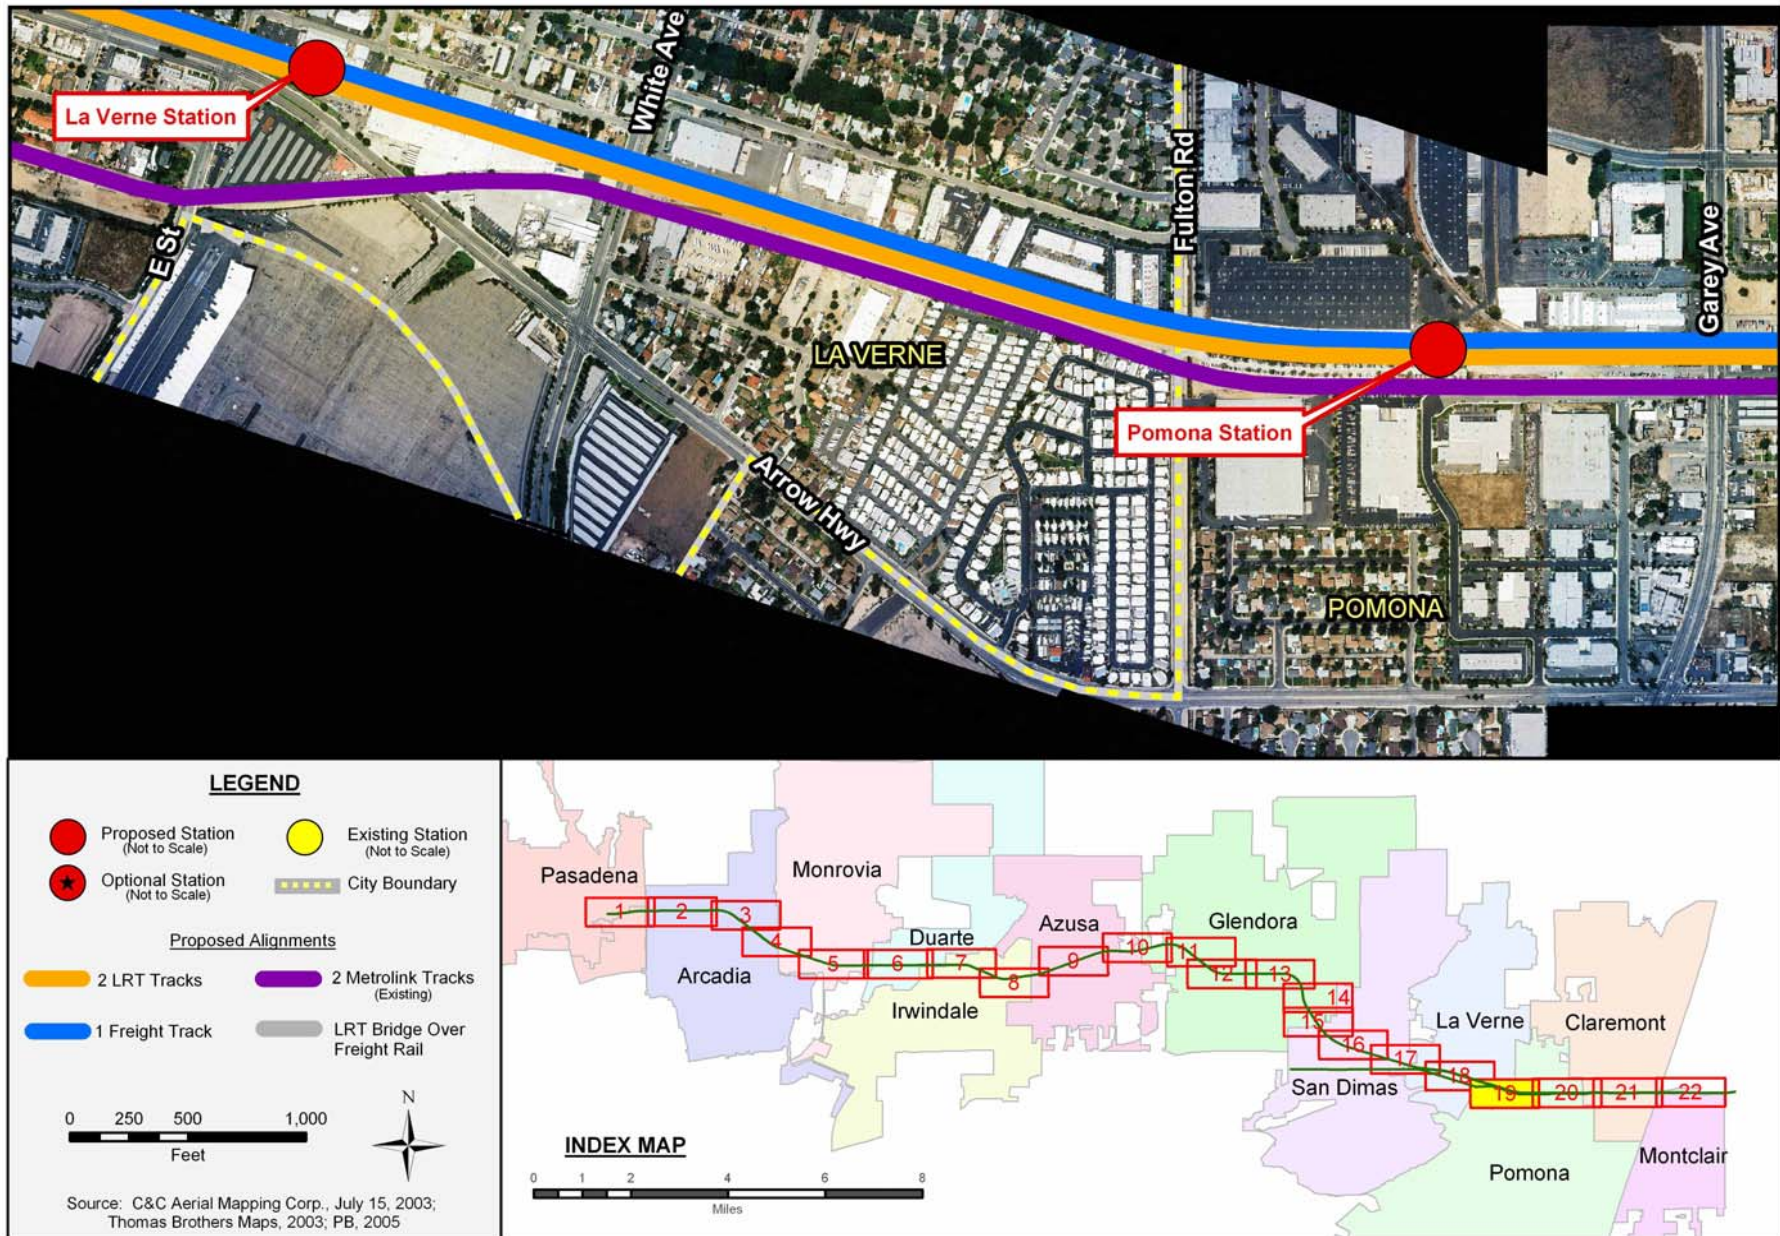 White Ave
La Verne Station
Fulton Rd
E St
Garey Ave
LA VERNE
Pomona Station
Arrow Hwy
POMONA
LEGEND
Proposed Station
(Not to Scale)
Existing Station
(Not to Scale)
Optional Station
(Not to Scale)
City Boundary
Proposed Alignments
2 LRT Tracks
2 Metrolink Tracks
(Existing)
1 Freight Track
LRT Bridge Over
Freight Rail
N
0 250 500 1,000
Feet
Source: C&C Aerial Mapping Corp., July 15, 2003;
Thomas Brothers Maps, 2003; PB, 2005
Pasadena
Monrovia
Arcadia
Duarte
Irwindale
Azusa
Glendora
San Dimas
La Verne
Claremont
Pomona
Montclair
1
2
3
4
5
6
7
8
9
10
11
12
13
14
15
16
17
18
19
20
21
22
INDEX MAP
0 1 2 4 6 8
Miles